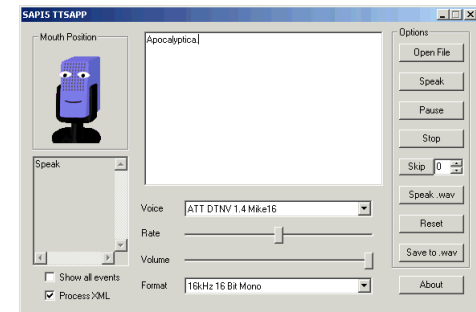 SAPI5 TTSAPP
Mouth Position
Apocalyptica.
Options
Open File
Speak
Pause
Stop
Skip 0
Speak .wav
Reset
Save to .wav
About
Speak
Voice ATT DTNV 1.4 Mike16
Rate
Volume
Format 16kHz 16 Bit Mono
Show all events
Process XML